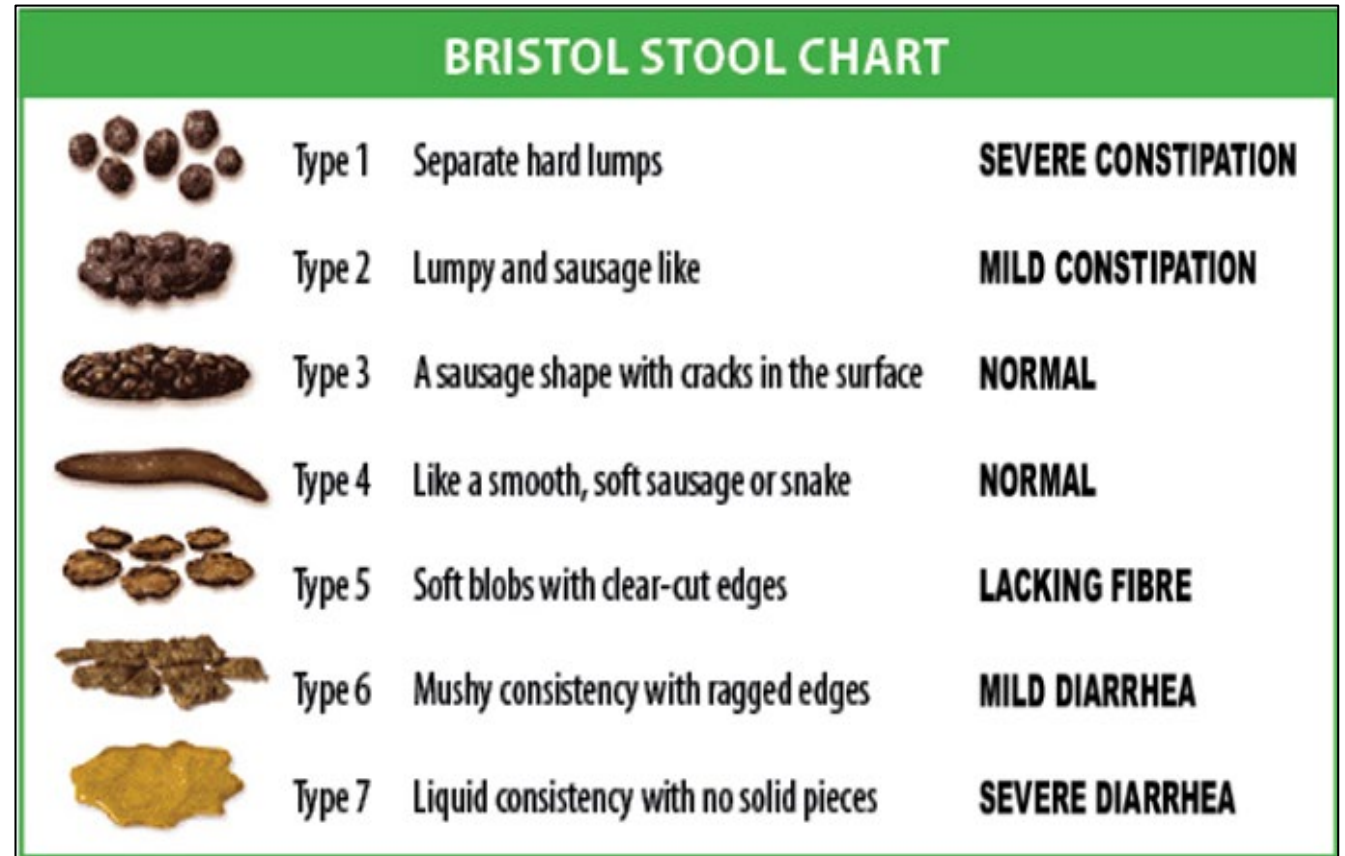 BRISTOL STOOL CHART
Type 1 Separate hard lumps SEVERE CONSTIPATION
Type 2 Lumpy and sausage like MILD CONSTIPATION
Type 3 A sausage shape with cracks in the surface NORMAL
Type 4 Like a smooth, soft sausage or snake NORMAL
Type 5 Soft blobs with clear-cut edges LACKING FIBRE
Type 6 Mushy consistency with ragged edges MILD DIARRHEA
Type 7 Liquid consistency with no solid pieces SEVERE DIARRHEA